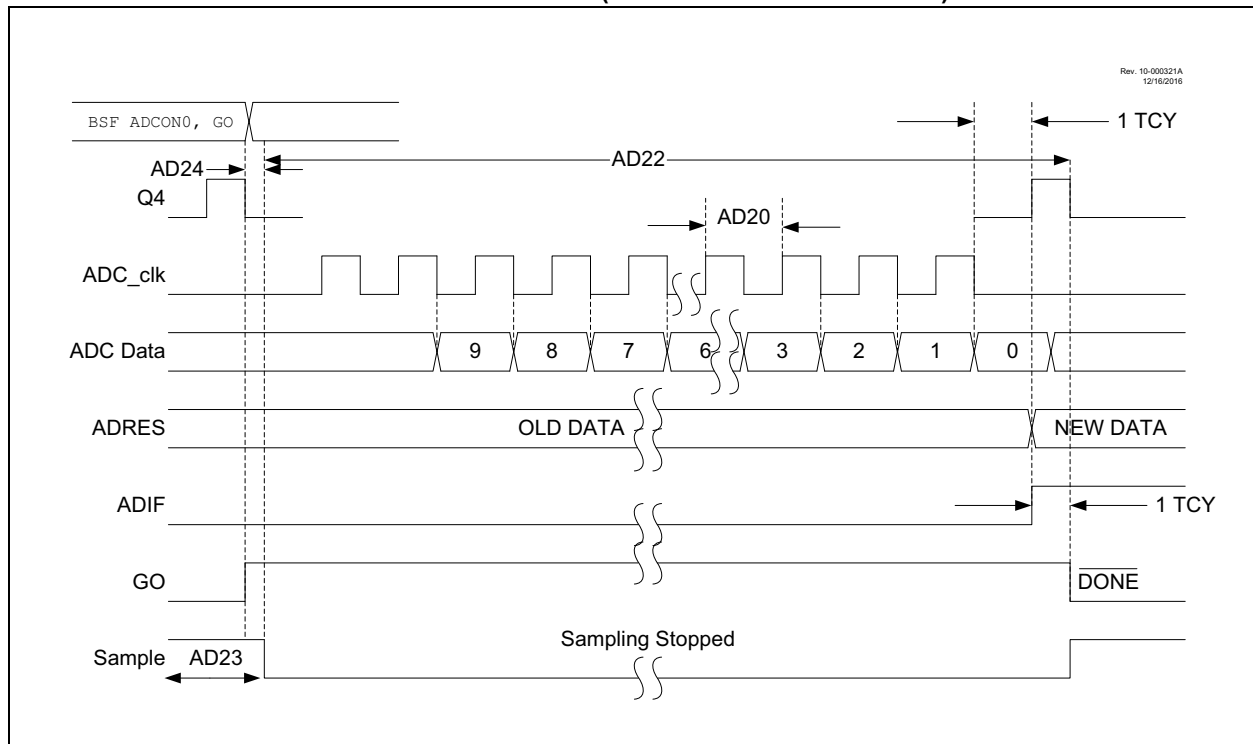 Rev. 10-000321A
12/16/2016
BSF ADCON0, GO
1 TCY
AD24
AD22
Q4
AD20
ADC_clk
ADC Data 9 8 7 6 3 2 1 0
ADRES OLD DATA NEW DATA
ADIF 1 TCY
GO DONE
Sampling Stopped
Sample AD23